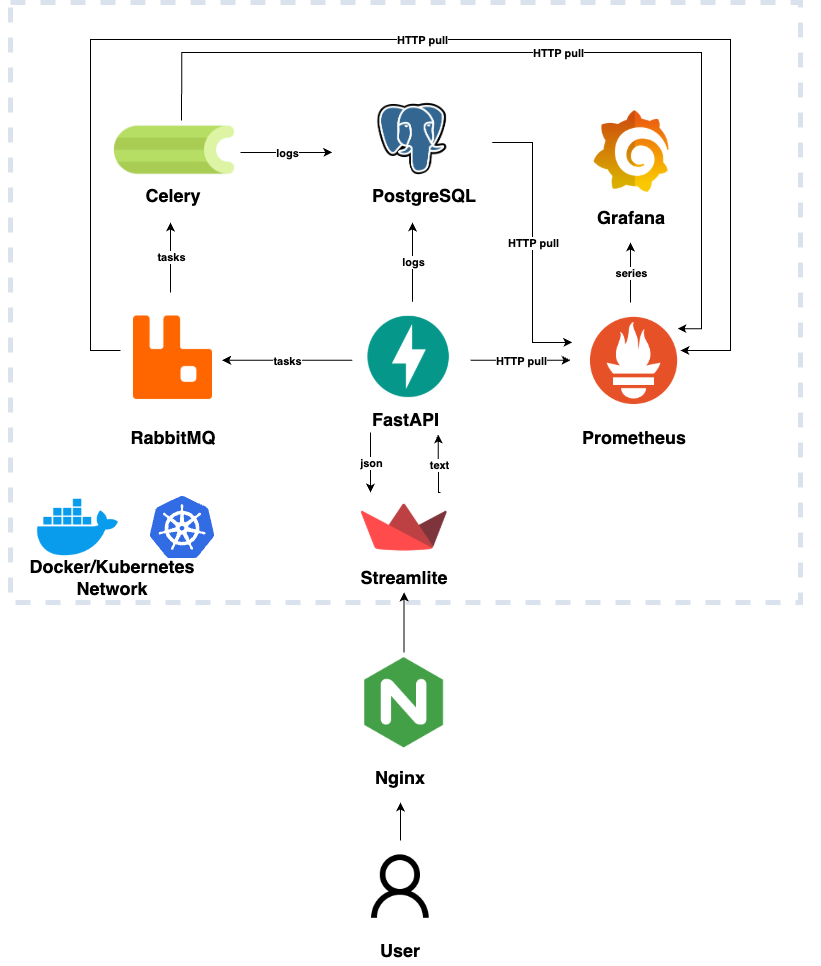 HTTP pull
HTTP pull
logs
Celery
PostgreSQL
Grafana
HTTP pull
tasks
logs
series
tasks
HTTP pull
RabbitMQ
FastAPI
Prometheus
json
text
Docker/Kubernetes
Network
Streamlite
N
Nginx
User